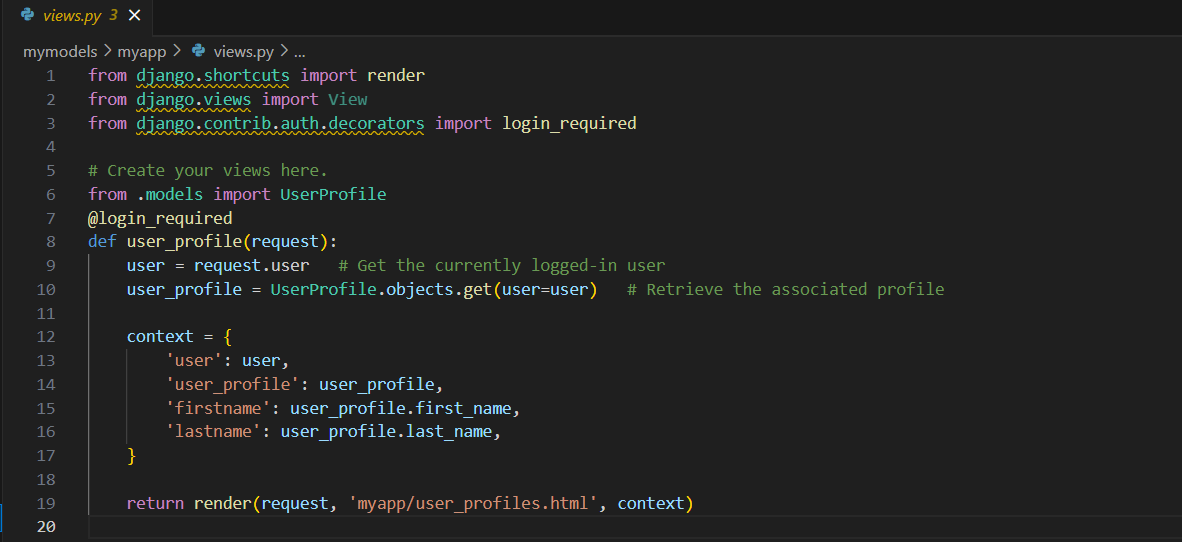 views.py 3 ×
mymodels > myapp > views.py > ...
1 from django.shortcuts import render
2 from django.views import View
3 from django.contrib.auth.decorators import login_required
4
5 # Create your views here.
6 from .models import UserProfile
7 @login_required
8 def user_profile(request):
9     user = request.user   # Get the currently logged-in user
10     user_profile = UserProfile.objects.get(user=user)   # Retrieve the associated profile
11
12     context = {
13         'user': user,
14         'user_profile': user_profile,
15         'firstname': user_profile.first_name,
16         'lastname': user_profile.last_name,
17     }
18
19     return render(request, 'myapp/user_profiles.html', context)
20